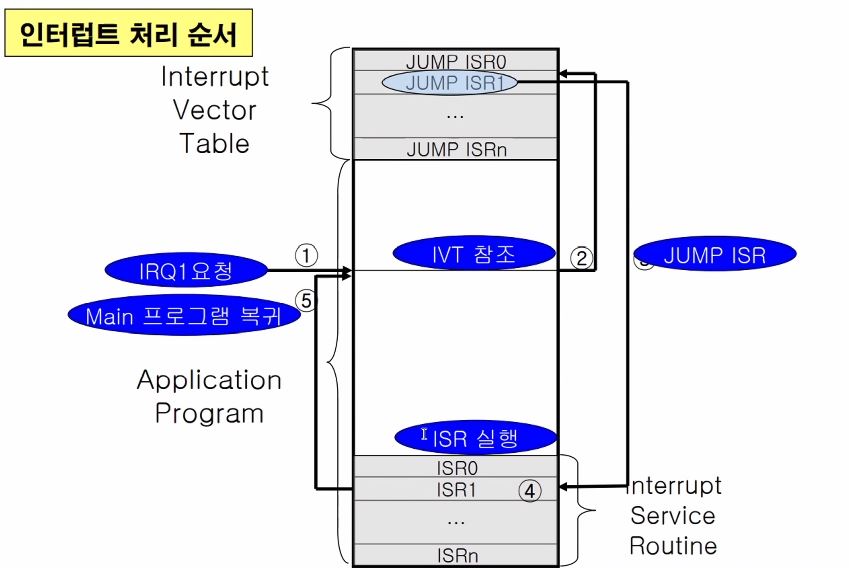 인터럽트 처리 순서
Interrupt
Vector
Table
JUMP ISR0
JUMP ISR1
...
JUMP ISRn
IRQ1요청
①
IVT 참조
②
JUMP ISR
⑤
Main 프로그램 복귀
Application
Program
ISR 실행
ISR0
ISR1
④
...
ISRn
Interrupt
Service
Routine